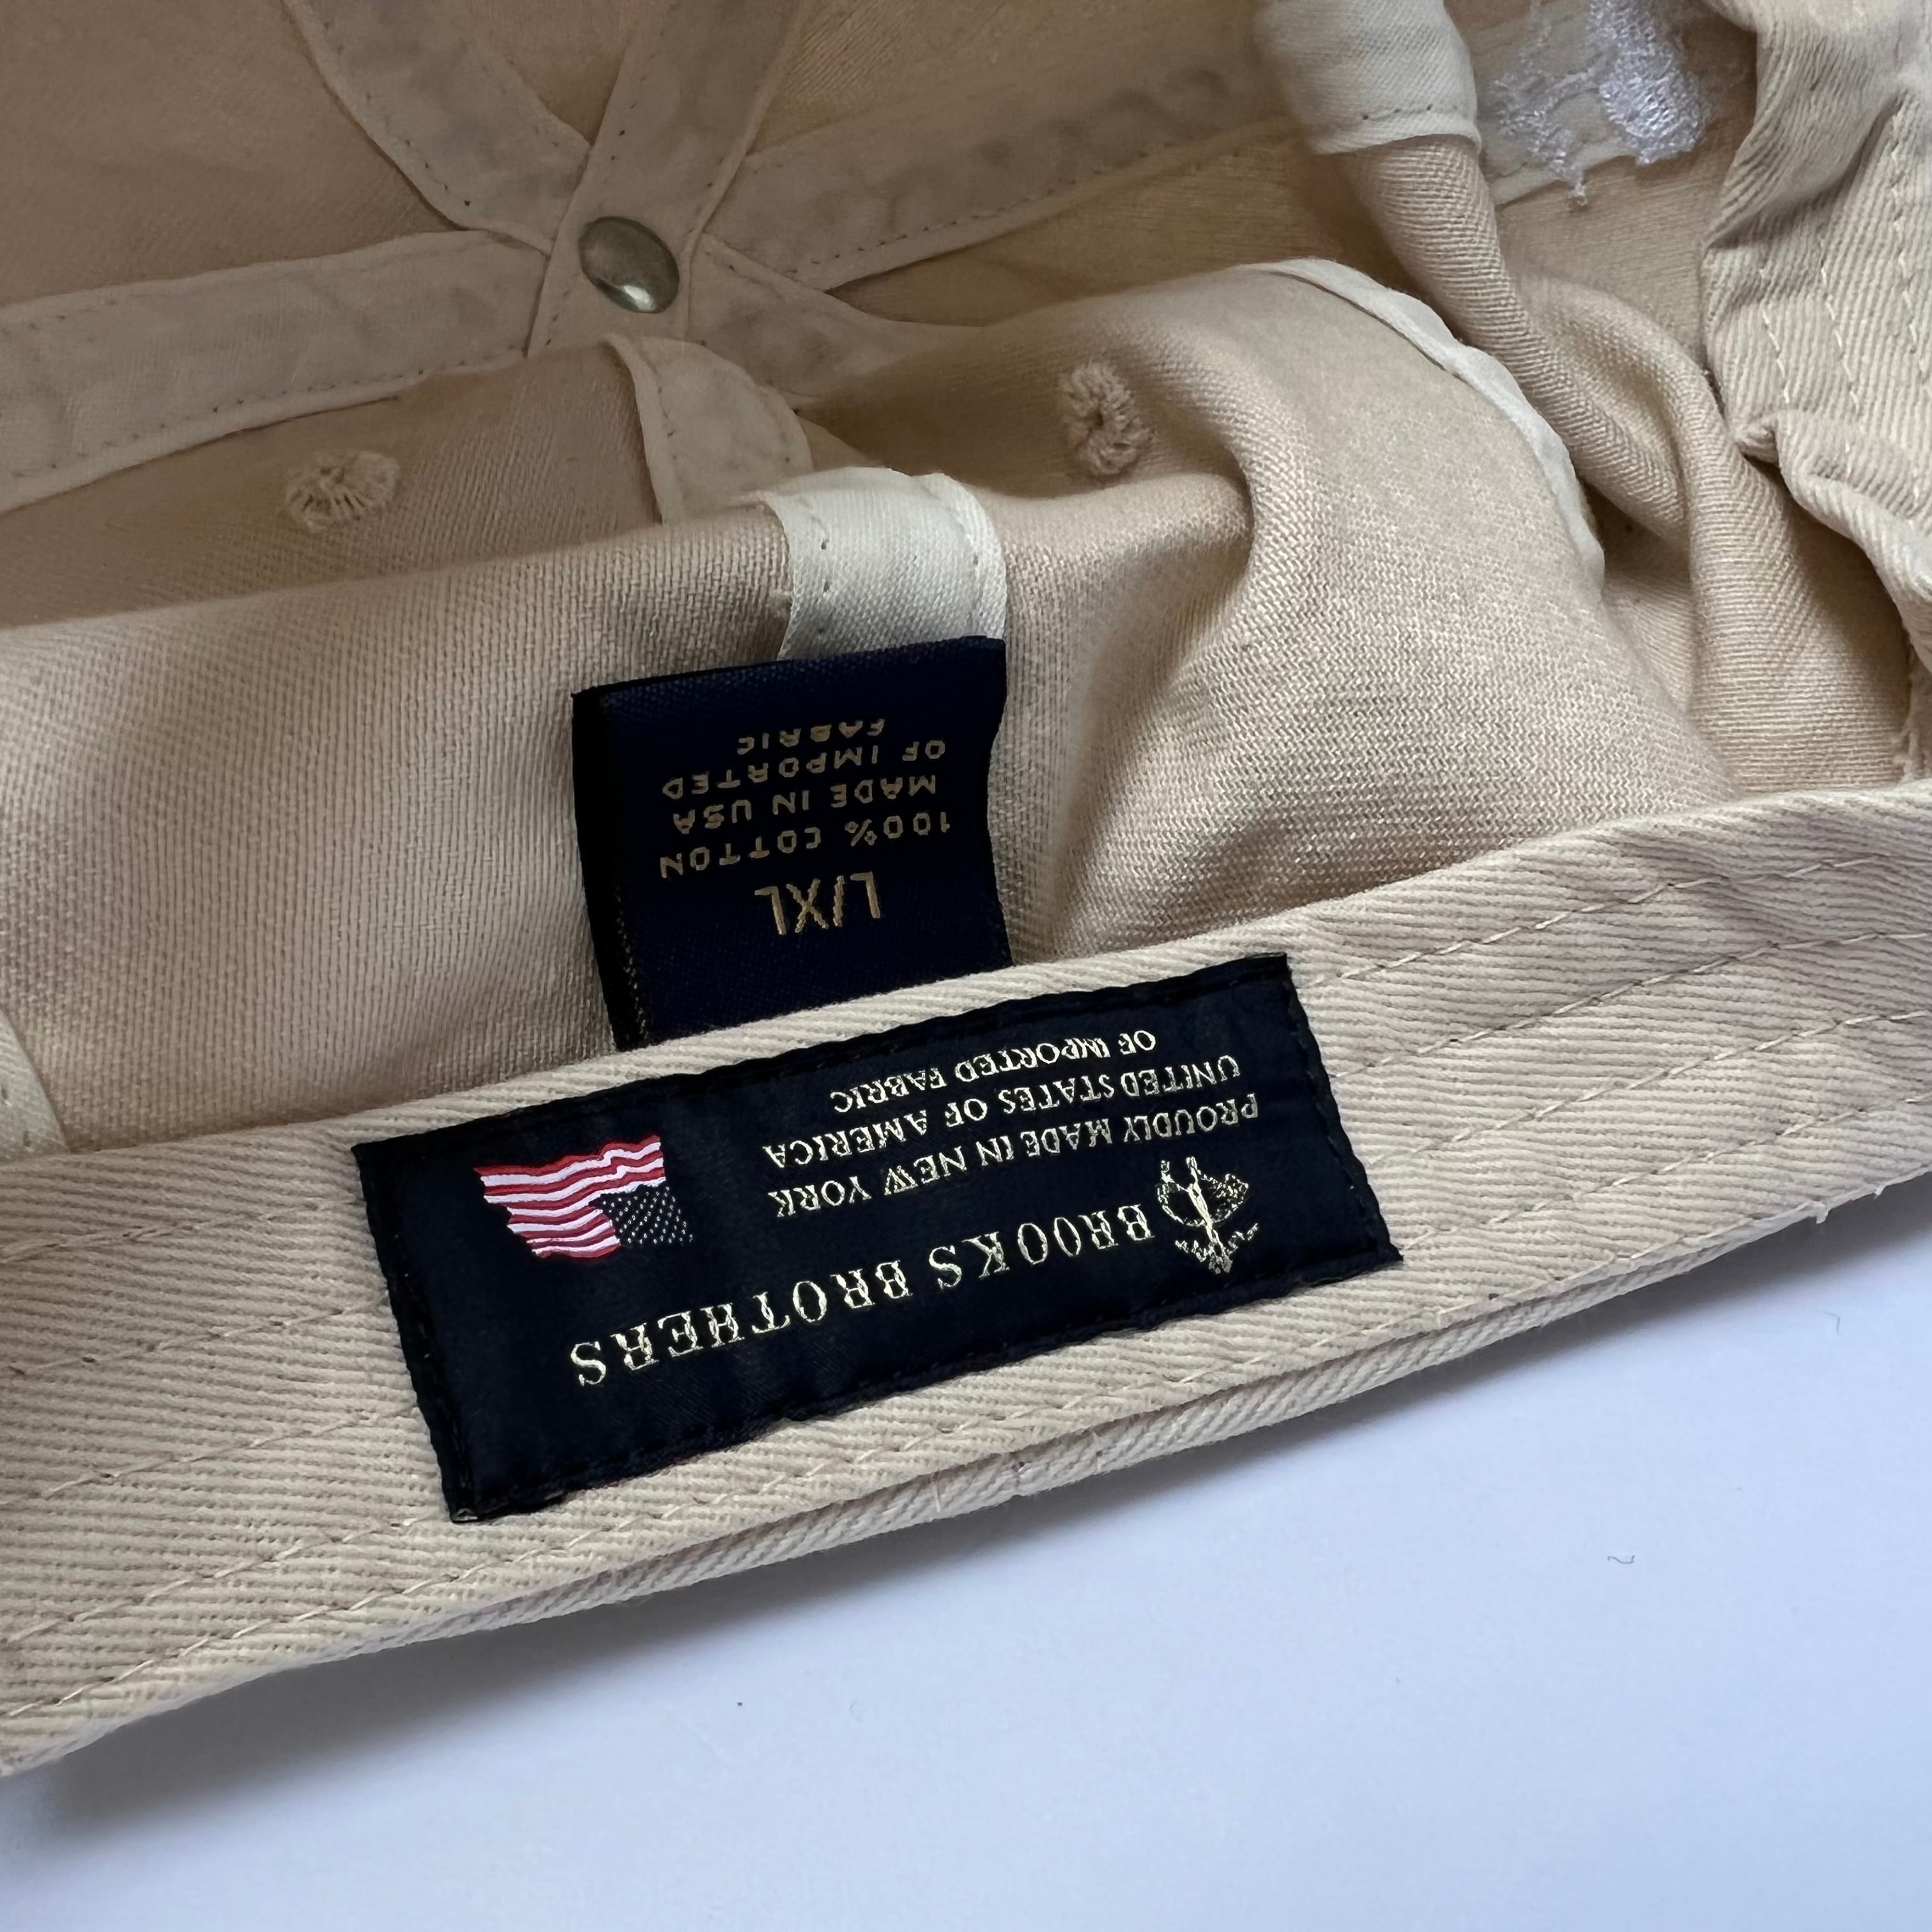 BROOKS BROTHERS
PROUDLY MADE IN NEW YORK
UNITED STATES OF AMERICA
OF IMPORTED FABRIC
L/XL
100% COTTON
MADE IN USA
OF IMPORTED
FABRIC